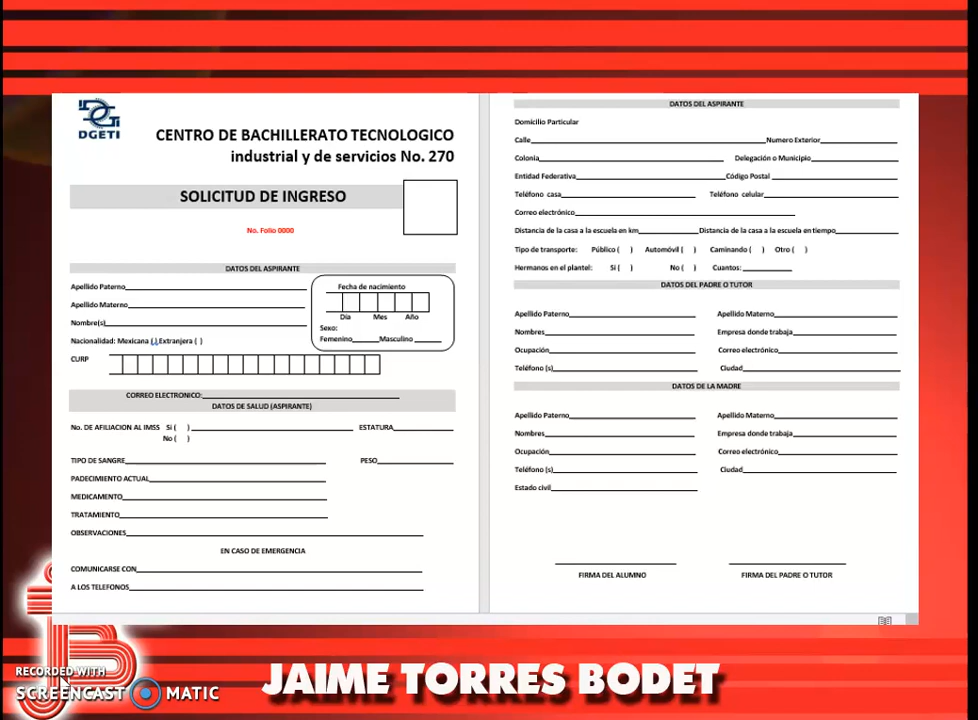 DGETI
CENTRO DE BACHILLERATO TECNOLOGICO
industrial y de servicios No. 270
SOLICITUD DE INGRESO
No. Folio 0000
DATOS DEL ASPIRANTE
Apellido Paterno
Apellido Materno
Nombre(s)
Nacionalidad: Mexicana ( ),Extranjera ( )
Fecha de nacimiento
Día Mes Año
Sexo:
Femenino______Masculino ______
CURP
CORREO ELECTRONICO:
DATOS DE SALUD (ASPIRANTE)
No. DE AFILIACION AL IMSS Si ( ) ESTATURA
No ( )
TIPO DE SANGRE PESO
PADECIMIENTO ACTUAL
MEDICAMENTO
TRATAMIENTO
OBSERVACIONES
EN CASO DE EMERGENCIA
COMUNICARSE CON
A LOS TELEFONOS
DATOS DEL ASPIRANTE
Domicilio Particular
Calle Numero Exterior
Colonia Delegación o Municipio
Entidad Federativa Código Postal
Teléfono casa Teléfono celular
Correo electrónico
Distancia de la casa a la escuela en km Distancia de la casa a la escuela en tiempo
Tipo de transporte: Público ( ) Automóvil ( ) Caminando ( ) Otro ( )
Hermanos en el plantel: Si ( ) No ( ) Cuantos:
DATOS DEL PADRE O TUTOR
Apellido Paterno Apellido Materno
Nombres Empresa donde trabaja
Ocupación Correo electrónico
Teléfono (s) Ciudad
DATOS DE LA MADRE
Apellido Paterno Apellido Materno
Nombres Empresa donde trabaja
Ocupación Correo electrónico
Teléfono (s) Ciudad
Estado civil
FIRMA DEL ALUMNO FIRMA DEL PADRE O TUTOR
RECORDED WITH
SCREENCAST MATIC
JAIME TORRES BODET